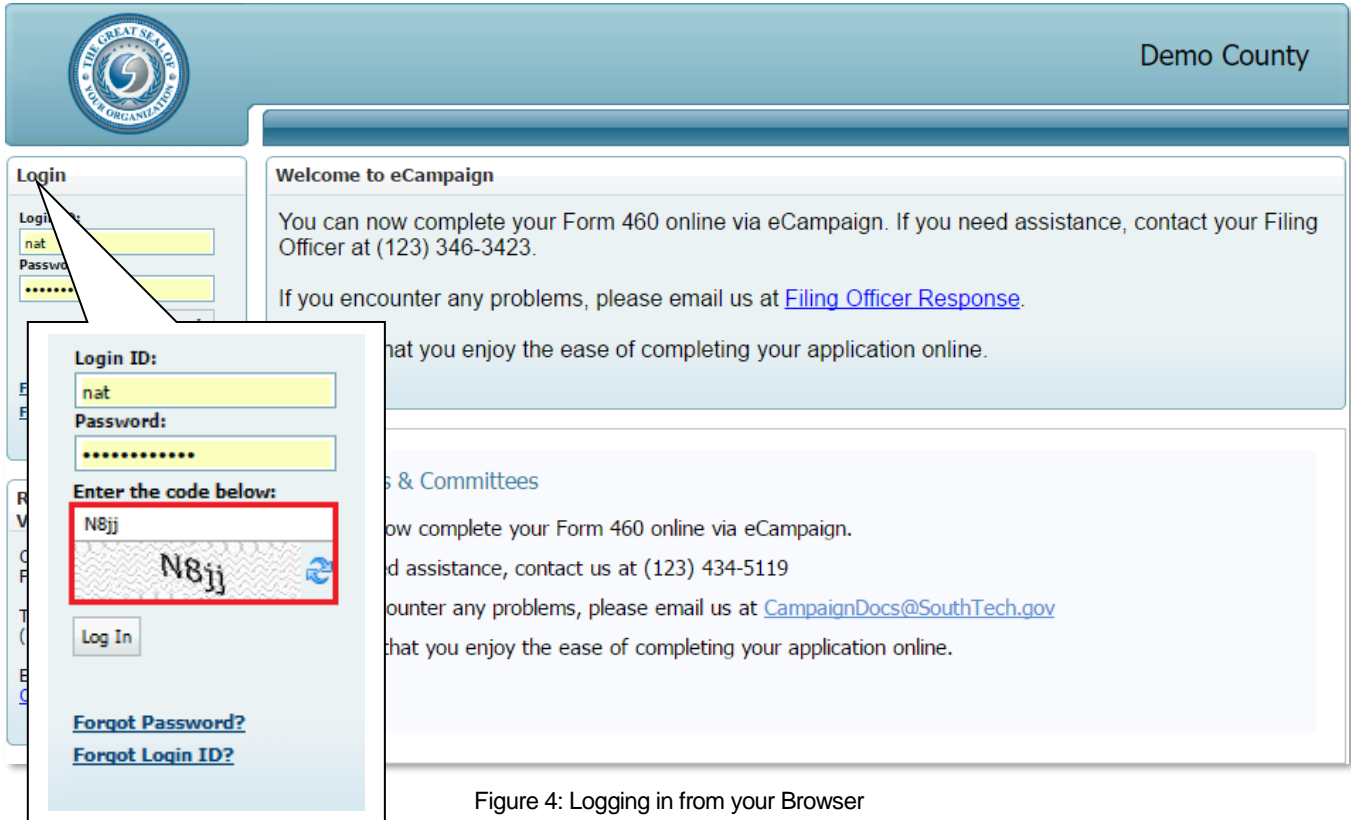 THE GREAT SEAL OF
YOUR ORGANIZATION
Demo County
Login
Login
nat
Passwo
••••••••
Welcome to eCampaign
You can now complete your Form 460 online via eCampaign. If you need assistance, contact your Filing
Officer at (123) 346-3423.
If you encounter any problems, please email us at Filing Officer Response.
hat you enjoy the ease of completing your application online.
s & Committees
ow complete your Form 460 online via eCampaign.
d assistance, contact us at (123) 434-5119
ounter any problems, please email us at CampaignDocs@SouthTech.gov
that you enjoy the ease of completing your application online.
Login ID:
nat
Password:
••••••••••••
Enter the code below:
N8jj
N8jj
Log In
Forgot Password?
Forgot Login ID?
Figure 4: Logging in from your Browser